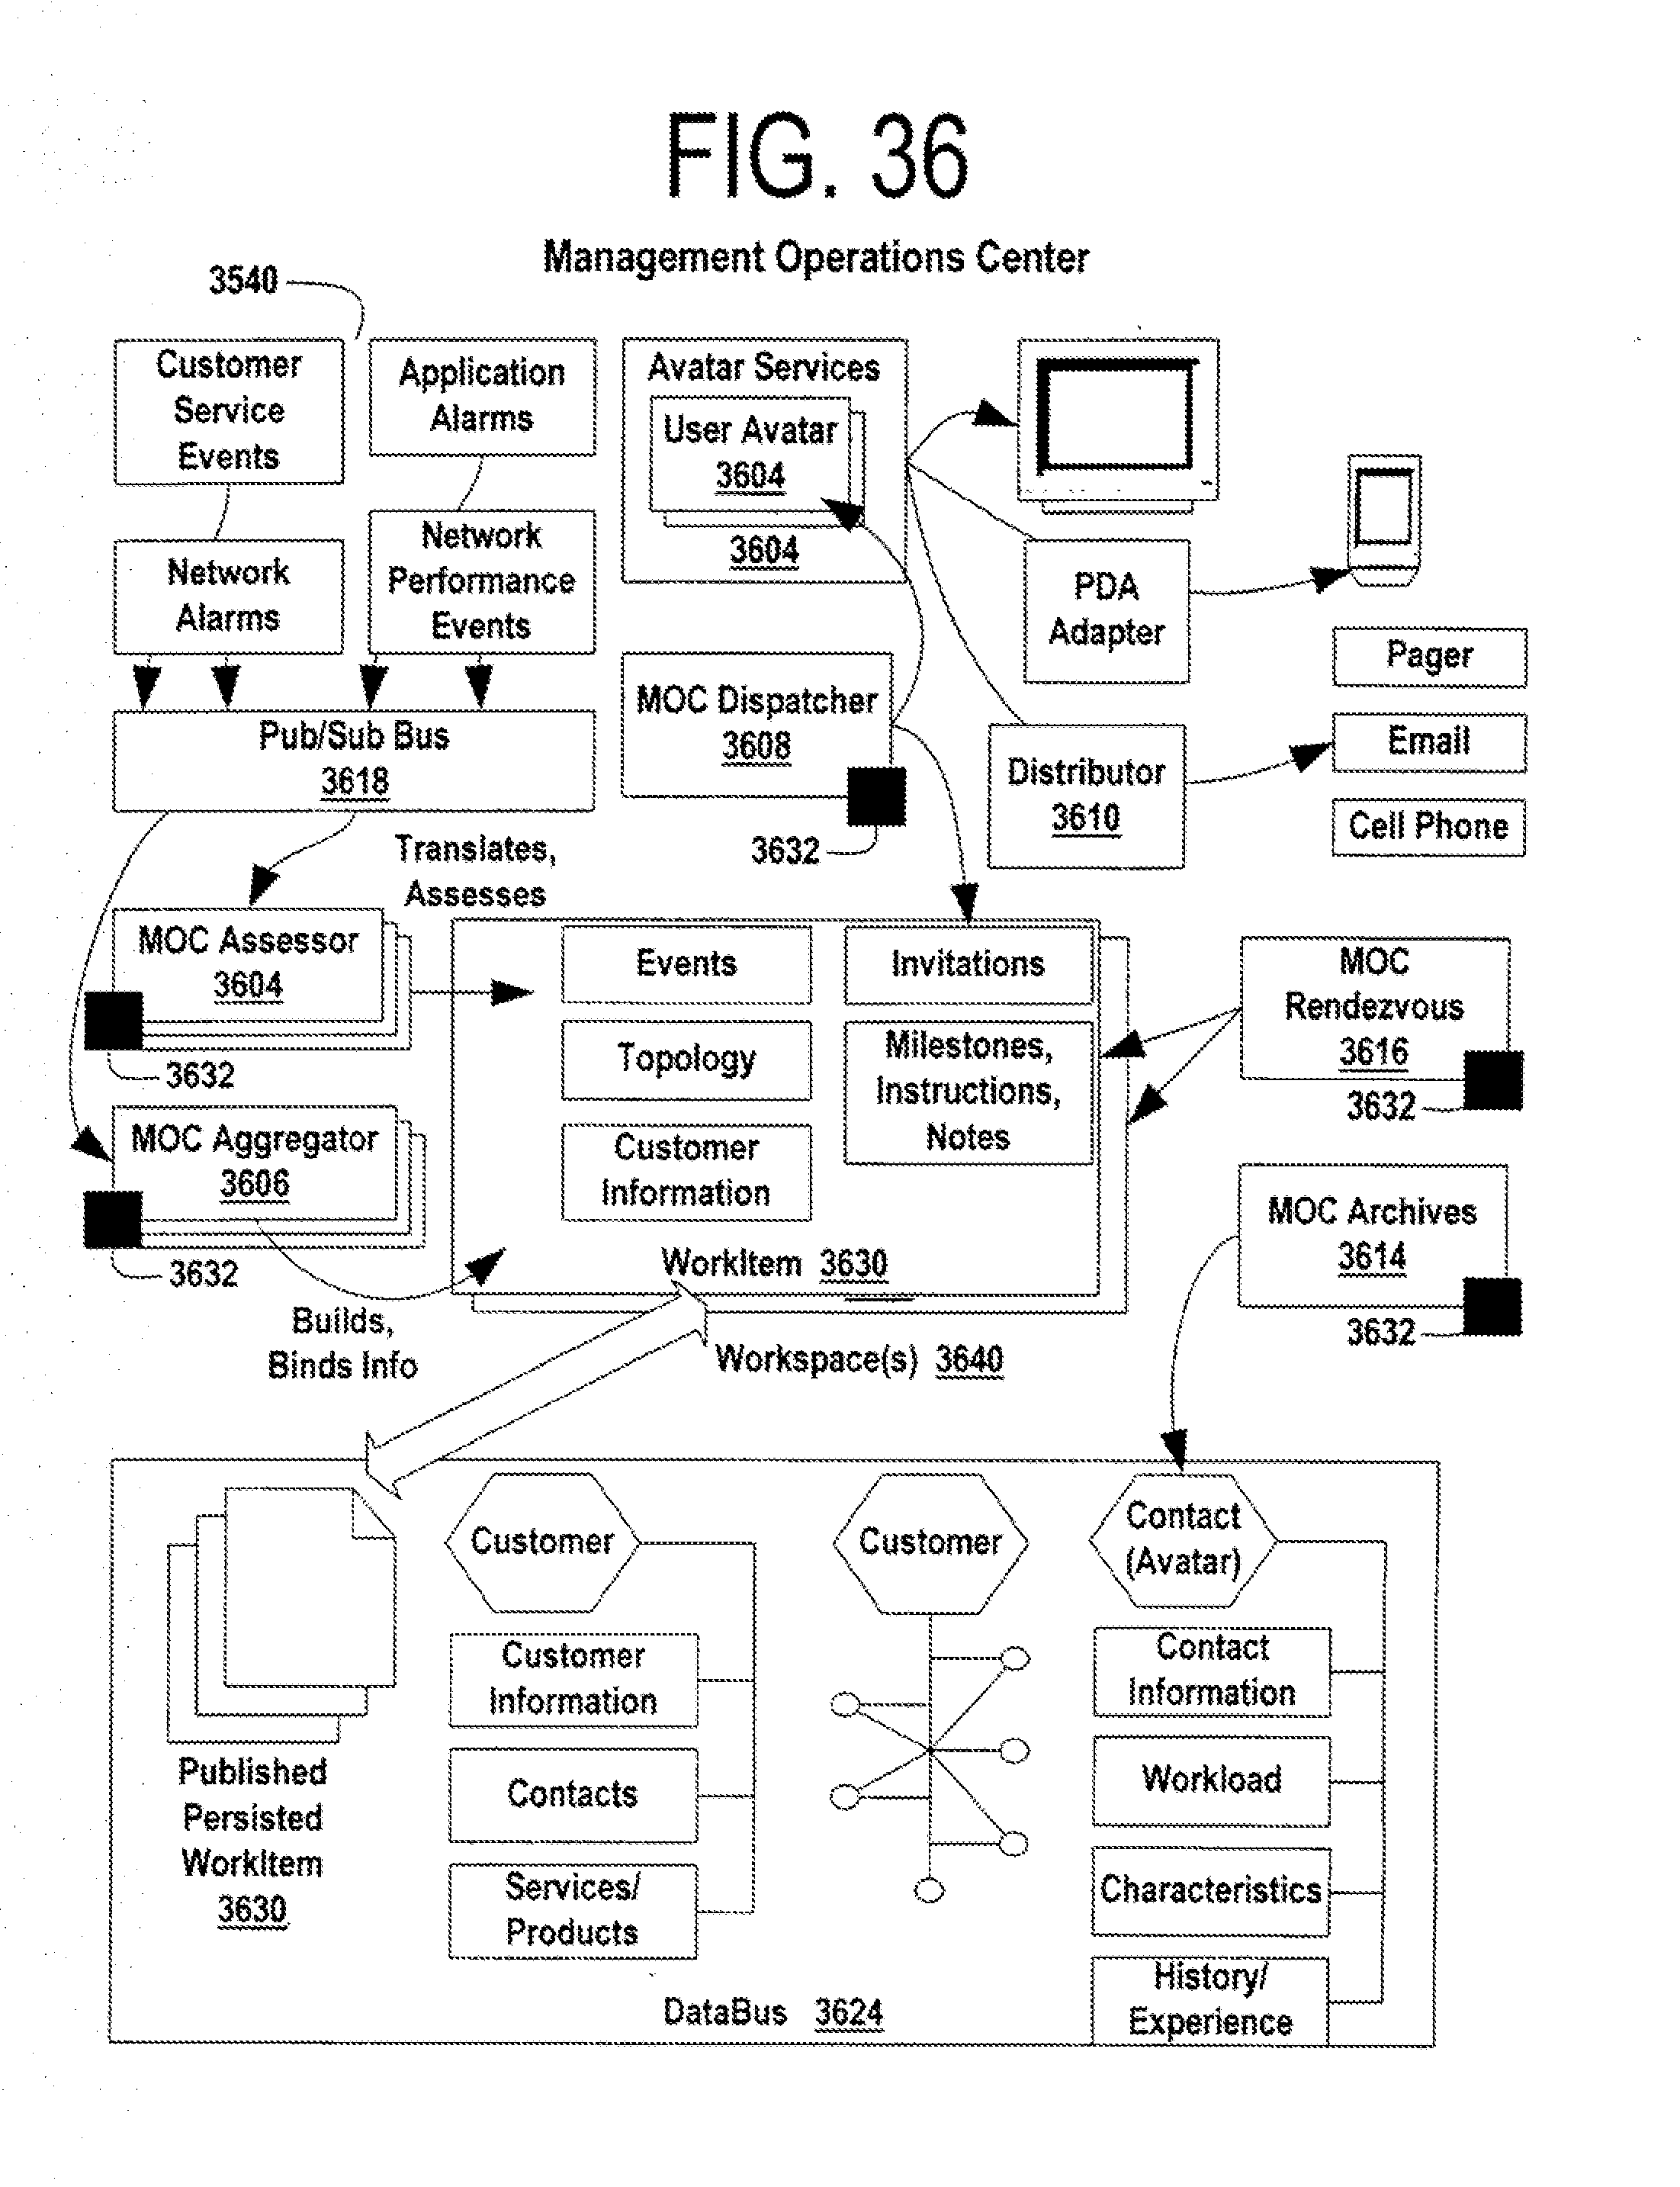 FIG. 36
Management Operations Center
3540
Customer
Service
Events
Application
Alarms
Network
Alarms
Network
Performance
Events
Pub/Sub Bus
3618
Avatar Services
User Avatar
3604
3604
PDA
Adapter
Pager
Email
Cell Phone
MOC Dispatcher
3608
3632
Distributor
3610
Translates,
Assesses
MOC Assessor
3604
3632
MOC Aggregator
3606
3632
Builds,
Binds Info
Events
Topology
Customer
Information
Invitations
Milestones,
Instructions,
Notes
WorkItem 3630
Workspace(s) 3640
MOC
Rendezvous
3616
3632
MOC Archives
3614
3632
Published
Persisted
WorkItem
3630
Customer
Customer
Information
Contacts
Services/
Products
Customer
Contact
(Avatar)
Contact
Information
Workload
Characteristics
History/
Experience
DataBus 3624